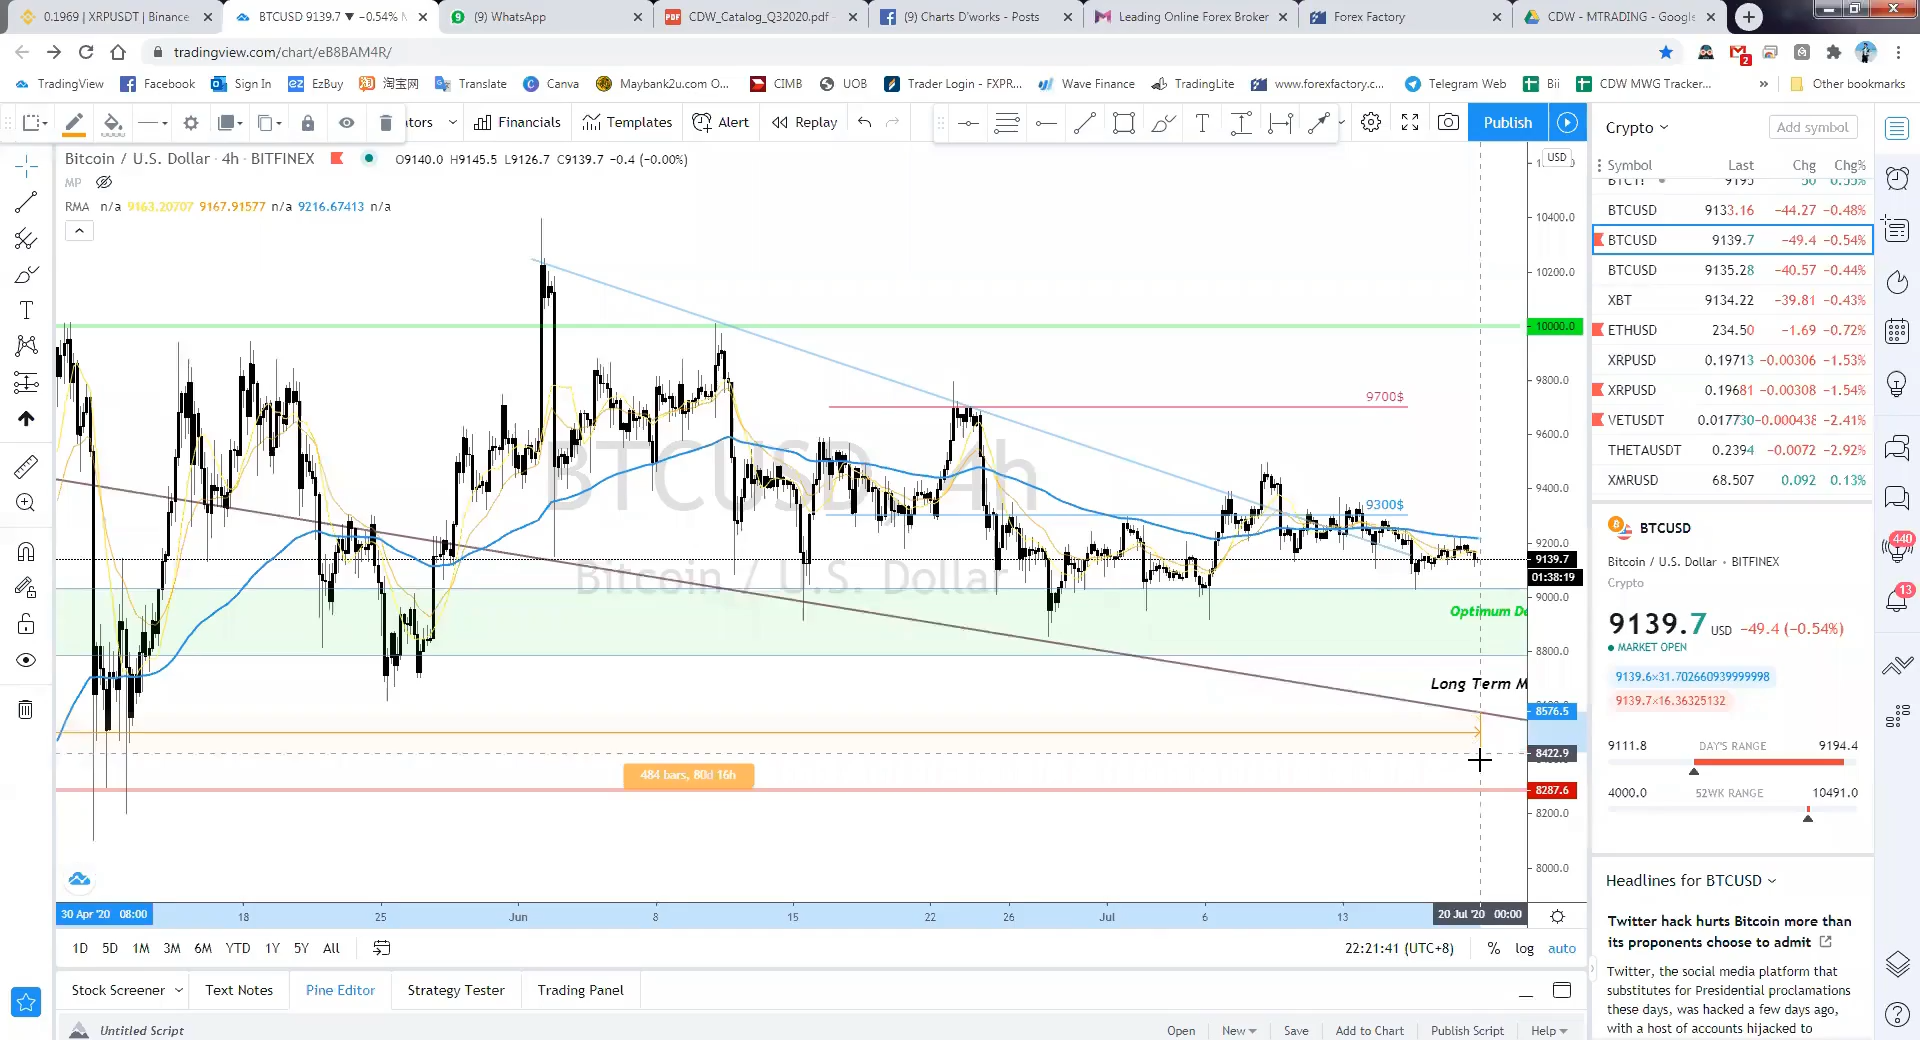 0.1969 | XRPUSDT | Binance
BTCUSD 9139.7 ▼ −0.54%
(9) WhatsApp
CDW_Catalog_Q32020.pdf -
(9) Charts D'works - Posts
Leading Online Forex Broker
Forex Factory
CDW - MTRADING - Google
tradingview.com/chart/eB8BAM4R/
2
TradingView
Facebook
Sign In
EzBuy
淘宝网
Translate
Canva
Maybank2u.com O...
CIMB
UOB
Trader Login - FXPR...
Wave Finance
TradingLite
www.forexfactory.c...
Telegram Web
Bii
CDW MWG Tracker...
»
Other bookmarks
ators
Financials
Templates
Alert
Replay
Publish
Crypto
Add symbol
Bitcoin / U.S. Dollar · 4h · BITFINEX
O9140.0 H9145.5 L9126.7 C9139.7 −0.4 (−0.00%)
MP
RMA n/a 9163.20707 9167.91577 n/a 9216.67413 n/a
USD
10400.0
10200.0
10000.0
9800.0
9600.0
9400.0
9200.0
9139.7
01:38:19
9000.0
8800.0
8576.5
8422.9
8287.6
8200.0
8000.0
BTCUSD, 4h
Bitcoin / U.S. Dollar
9700$
9300$
Optimum De
Long Term M
484 bars, 80d 16h
30 Apr '20 08:00
18
25
Jun
8
15
22
26
Jul
6
13
20 Jul '20 00:00
1D 5D 1M 3M 6M YTD 1Y 5Y All
22:21:41 (UTC+8)
% log auto
Stock Screener
Text Notes
Pine Editor
Strategy Tester
Trading Panel
Untitled Script
Open
New
Save
Add to Chart
Publish Script
Help
Symbol Last Chg Chg%
9195 50 0.55%
BTCUSD 9133.16 −44.27 −0.48%
BTCUSD 9139.7 −49.4 −0.54%
BTCUSD 9135.28 −40.57 −0.44%
XBT 9134.22 −39.81 −0.43%
ETHUSD 234.50 −1.69 −0.72%
XRPUSD 0.19713 −0.00306 −1.53%
XRPUSD 0.19681 −0.00308 −1.54%
VETUSDT 0.017730 −0.000438 −2.41%
THETAUSDT 0.2394 −0.0072 −2.92%
XMRUSD 68.507 0.092 0.13%
BTCUSD
Bitcoin / U.S. Dollar • BITFINEX
Crypto
9139.7 USD −49.4 (−0.54%)
MARKET OPEN
9139.6×31.702660939999998
9139.7×16.36325132
9111.8 DAY'S RANGE 9194.4
4000.0 52WK RANGE 10491.0
Headlines for BTCUSD
Twitter hack hurts Bitcoin more than
its proponents choose to admit
Twitter, the social media platform that
substitutes for Presidential proclamations
these days, was hacked a few days ago,
with a host of accounts hijacked to
440
13